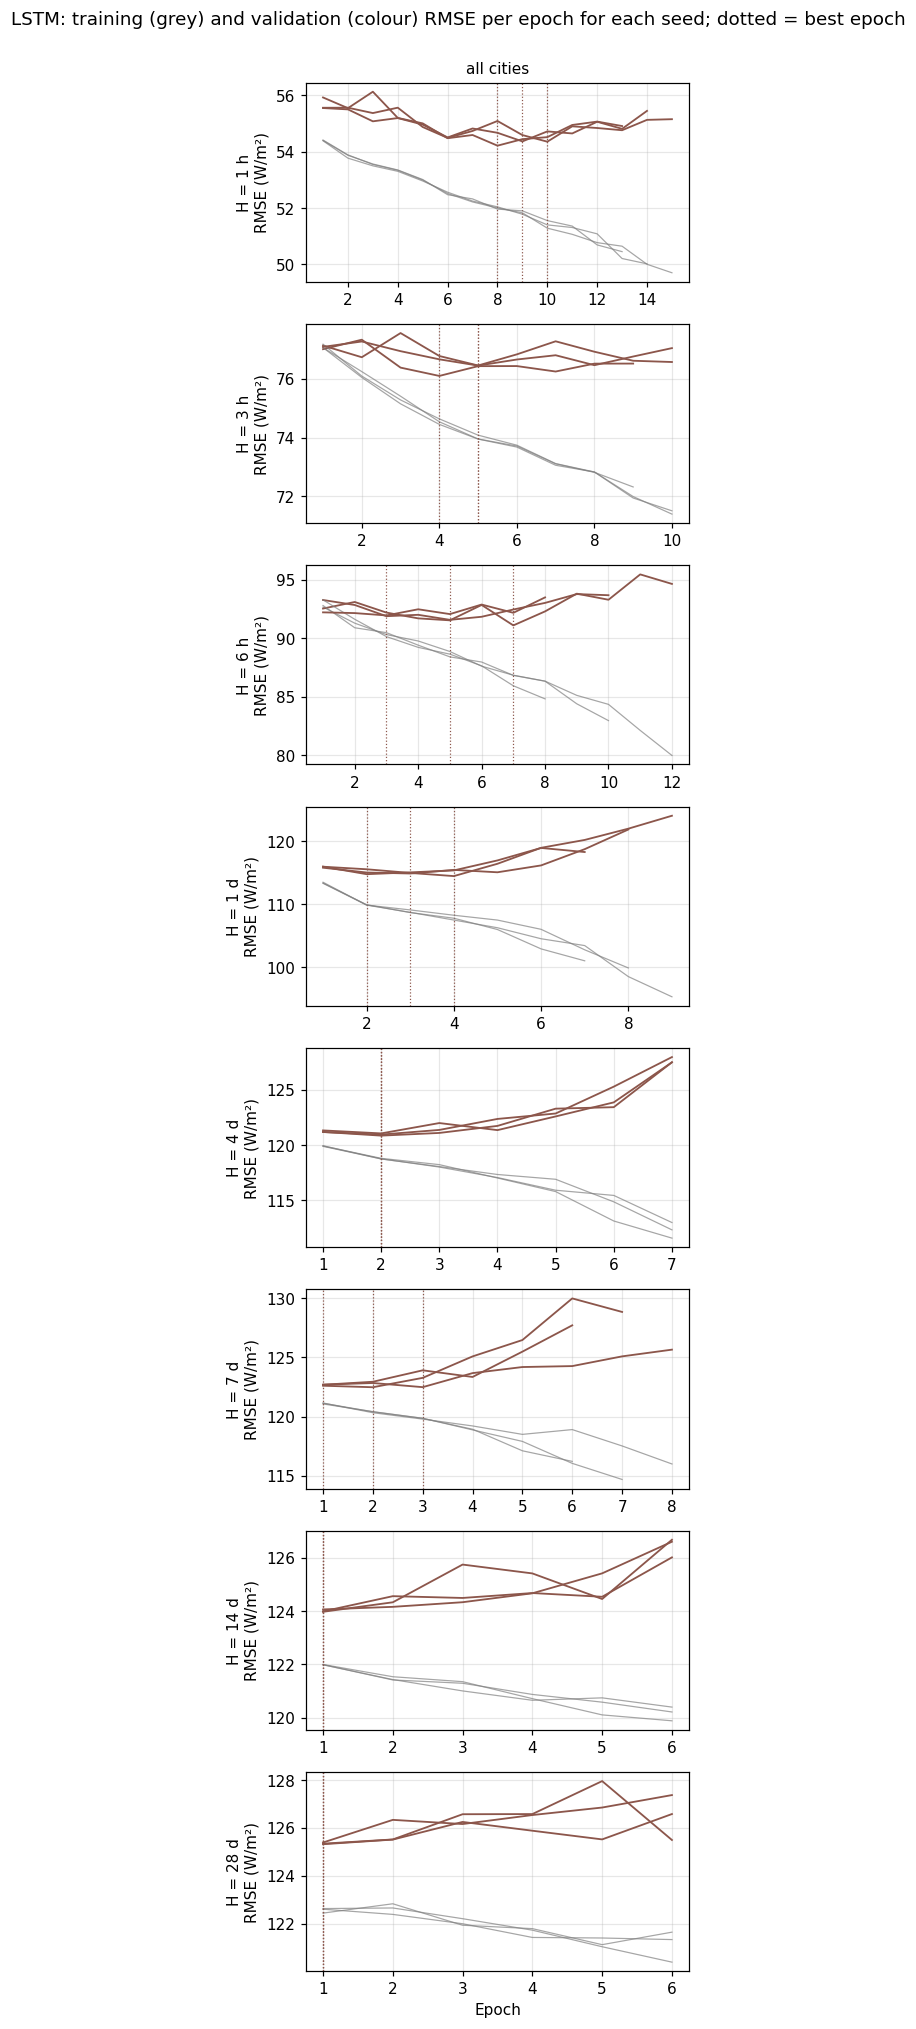 LSTM: training (grey) and validation (colour) RMSE per epoch for each seed; dotted = best epoch
all cities
H = 1 h
RMSE (W/m²)
56
54
52
50
2 4 6 8 10 12 14
H = 3 h
RMSE (W/m²)
76
74
72
2 4 6 8 10
H = 6 h
RMSE (W/m²)
95
90
85
80
2 4 6 8 10 12
H = 1 d
RMSE (W/m²)
120
110
100
2 4 6 8
H = 4 d
RMSE (W/m²)
125
120
115
1 2 3 4 5 6 7
H = 7 d
RMSE (W/m²)
130
125
120
115
1 2 3 4 5 6 7 8
H = 14 d
RMSE (W/m²)
126
124
122
120
1 2 3 4 5 6
H = 28 d
RMSE (W/m²)
128
126
124
122
1 2 3 4 5 6
Epoch